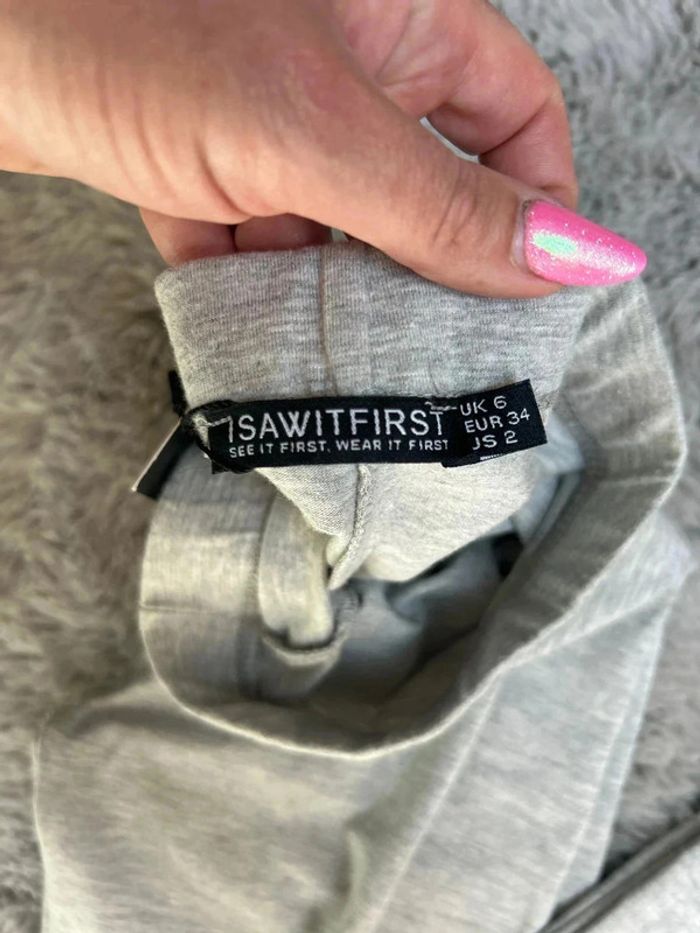 ISAWITFIRST
SEE IT FIRST. WEAR IT FIRST
UK 6
EUR 34
US 2